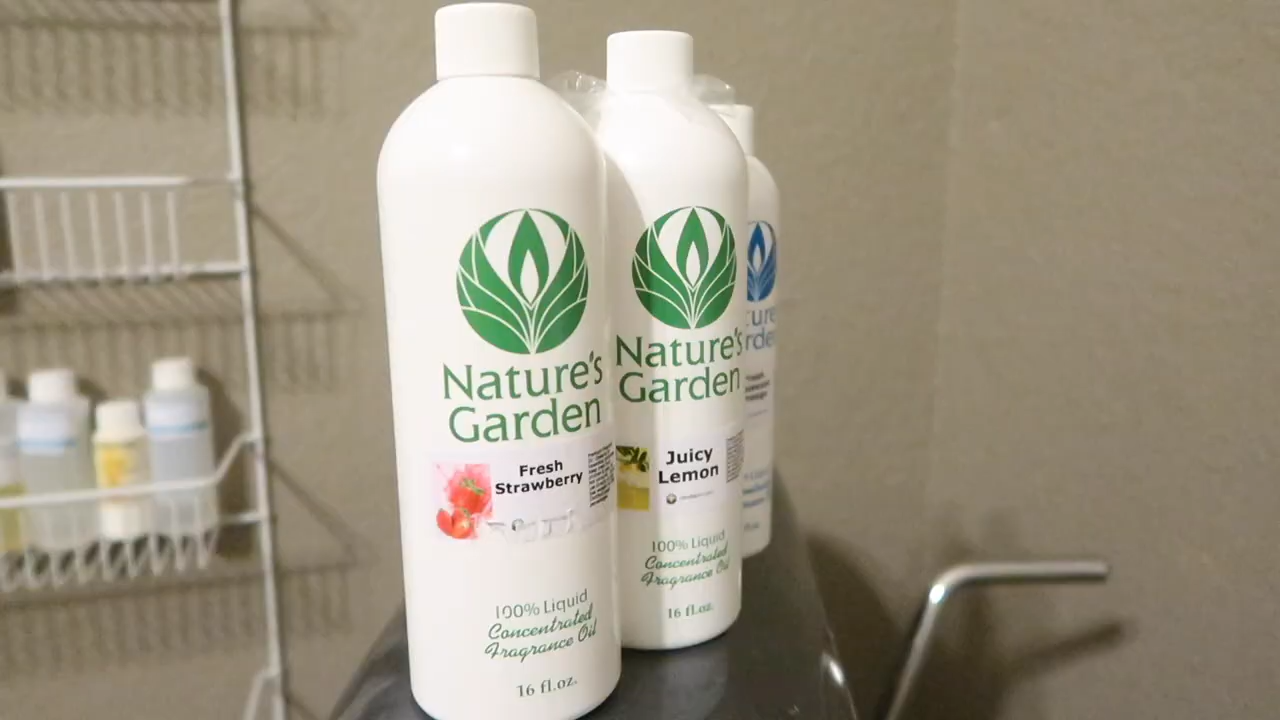 Nature's
Garden
Fresh
Strawberry
100% Liquid
Concentrated
Fragrance Oil
16 fl.oz.
Nature's
Garden
Juicy
Lemon
100% Liquid
Concentrated
Fragrance Oil
16 fl.oz.